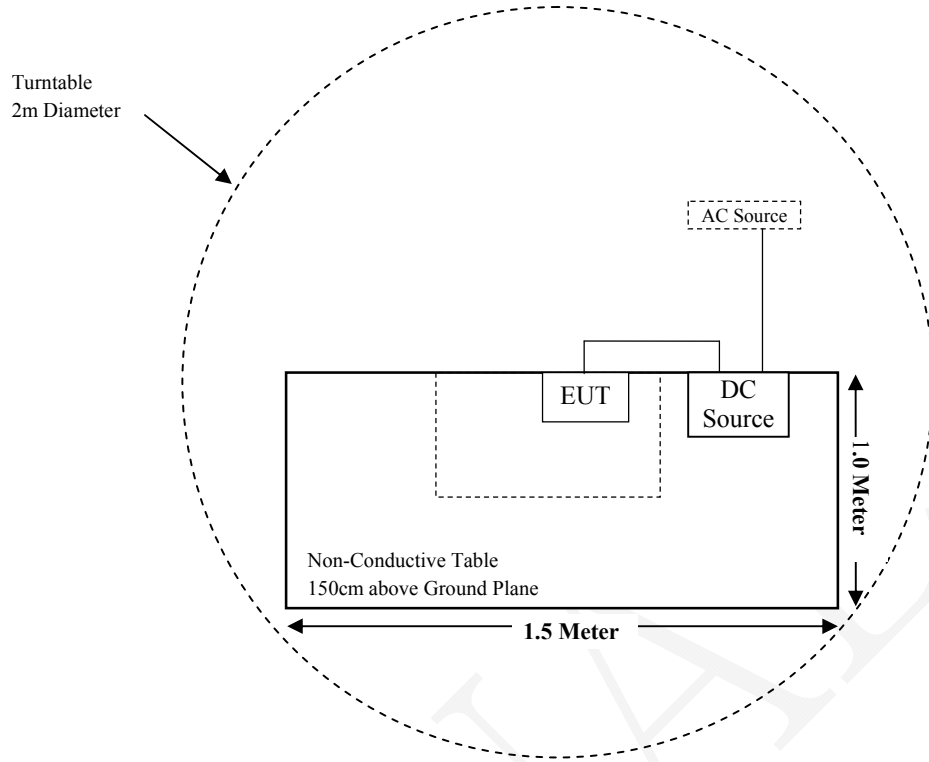 Turntable
2m Diameter
AC Source
EUT
DC
Source
1.0 Meter
Non-Conductive Table
150cm above Ground Plane
1.5 Meter